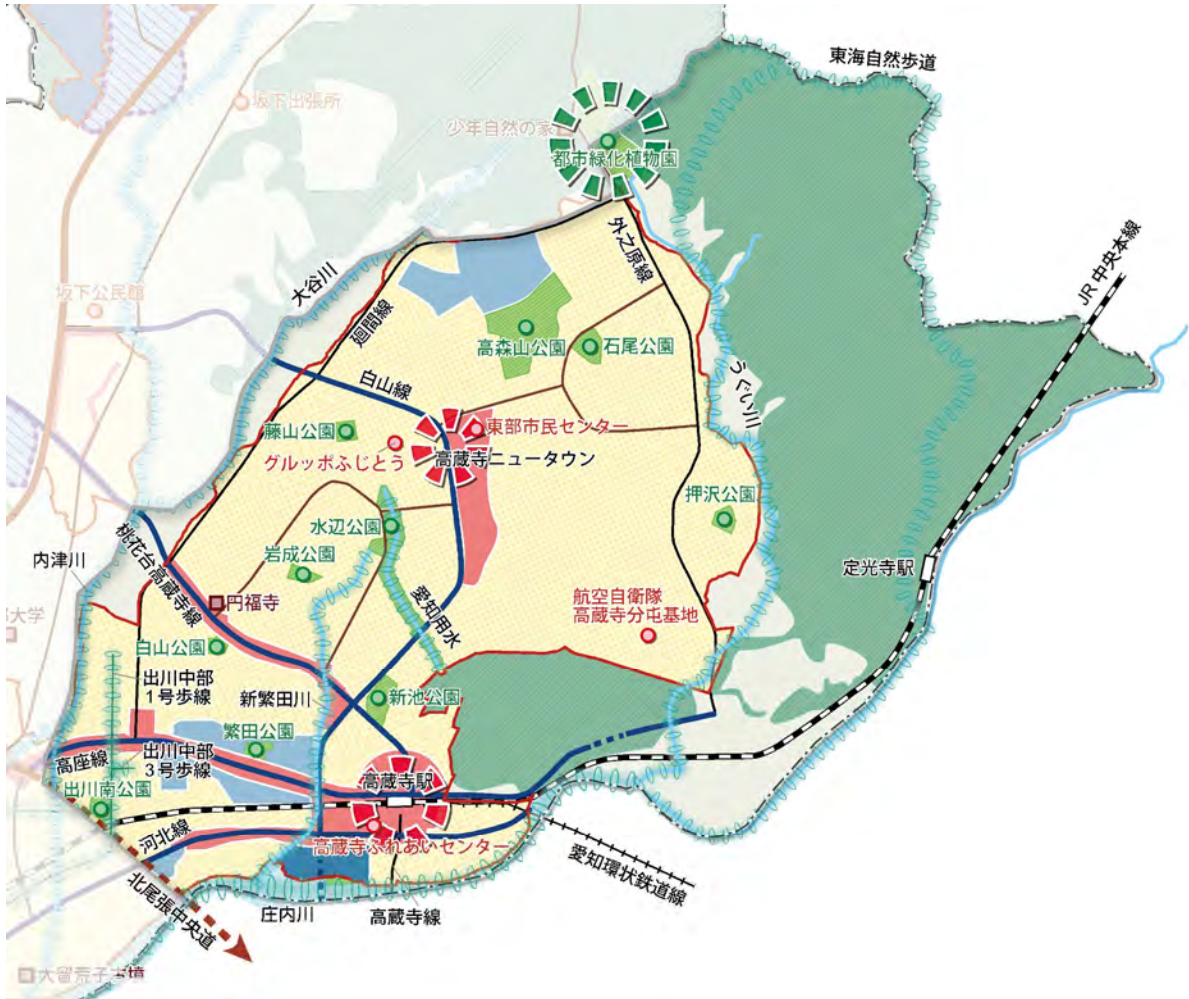 東海自然歩道
坂下出張所
少年自然の家
都市緑化植物園
外之原線
大谷川
JR中央本線
坂下公民館
廻間線
高森山公園
石尾公園
うぐい川
白山線
藤山公園
東部市民センター
グルッポふじとう
高蔵寺ニュータウン
押沢公園
水辺公園
桃花台高蔵寺線
内津川
岩成公園
定光寺駅
愛知用水
円福寺
航空自衛隊
高蔵寺分屯基地
大学
白山公園
出川中部
1号歩線
新繁田川
新池公園
繁田公園
高座線
出川中部
3号歩線
高蔵寺駅
出川南公園
河北線
高蔵寺ふれあいセンター
愛知環状鉄道線
北尾張中央道
庄内川
高蔵寺線
大留荒子古墳